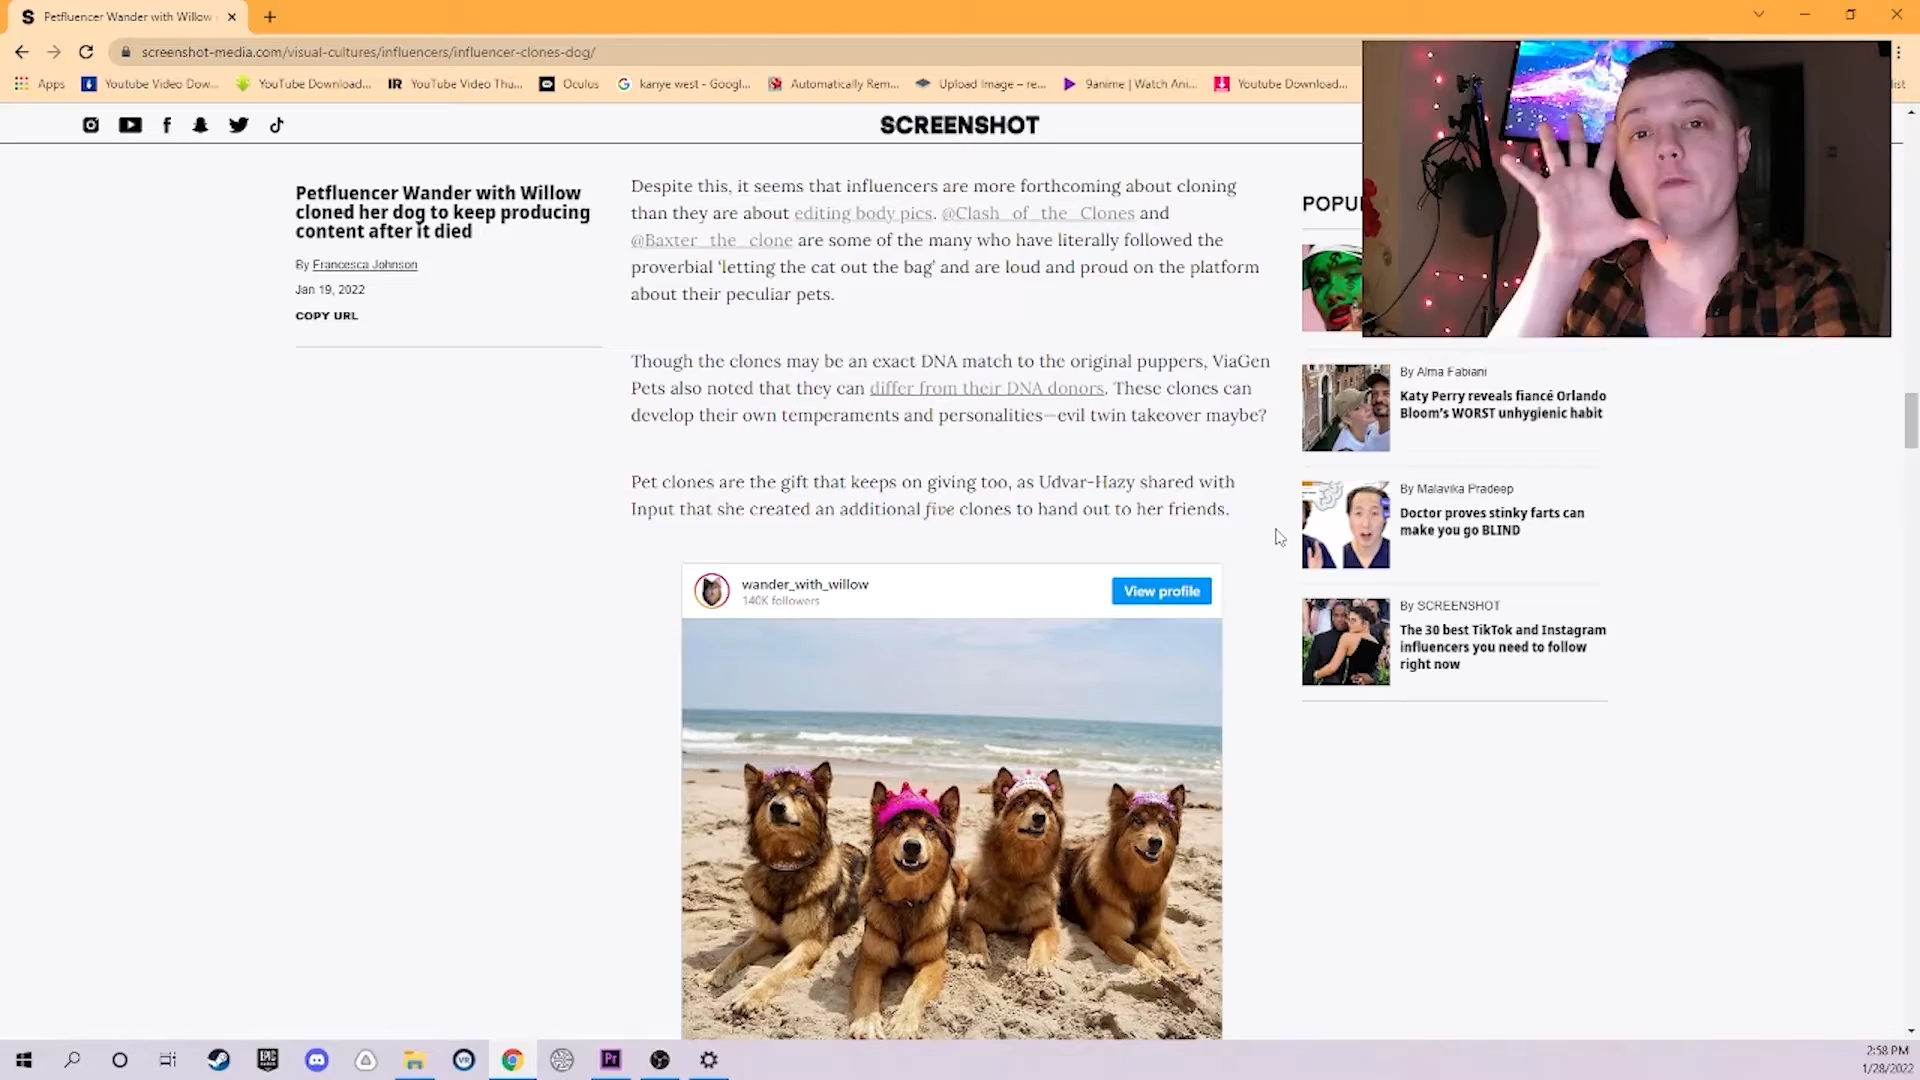 Petfluencer Wander with Willow
screenshot-media.com/visual-cultures/influencers/influencer-clones-dog/
Apps
Youtube Video Dow...
YouTube Download...
IR YouTube Video Thu...
Oculus
kanye west - Googl...
Automatically Rem...
Upload Image – re...
9anime | Watch Ani...
Youtube Download...
list
SCREENSHOT
Petfluencer Wander with Willow
cloned her dog to keep producing
content after it died
By Francesca Johnson
Jan 19, 2022
COPY URL
Despite this, it seems that influencers are more forthcoming about cloning
than they are about editing body pics. @Clash_of_the_Clones and
@Baxter_the_clone are some of the many who have literally followed the
proverbial ‘letting the cat out the bag’ and are loud and proud on the platform
about their peculiar pets.
Though the clones may be an exact DNA match to the original puppers, ViaGen
Pets also noted that they can differ from their DNA donors. These clones can
develop their own temperaments and personalities—evil twin takeover maybe?
Pet clones are the gift that keeps on giving too, as Udvar-Hazy shared with
Input that she created an additional five clones to hand out to her friends.
wander_with_willow
140K followers
View profile
POPU
By Alma Fabiani
Katy Perry reveals fiancé Orlando
Bloom’s WORST unhygienic habit
By Malavika Pradeep
Doctor proves stinky farts can
make you go BLIND
By SCREENSHOT
The 30 best TikTok and Instagram
influencers you need to follow
right now
EPIC
VR
Pr
2:58 PM
1/28/2022